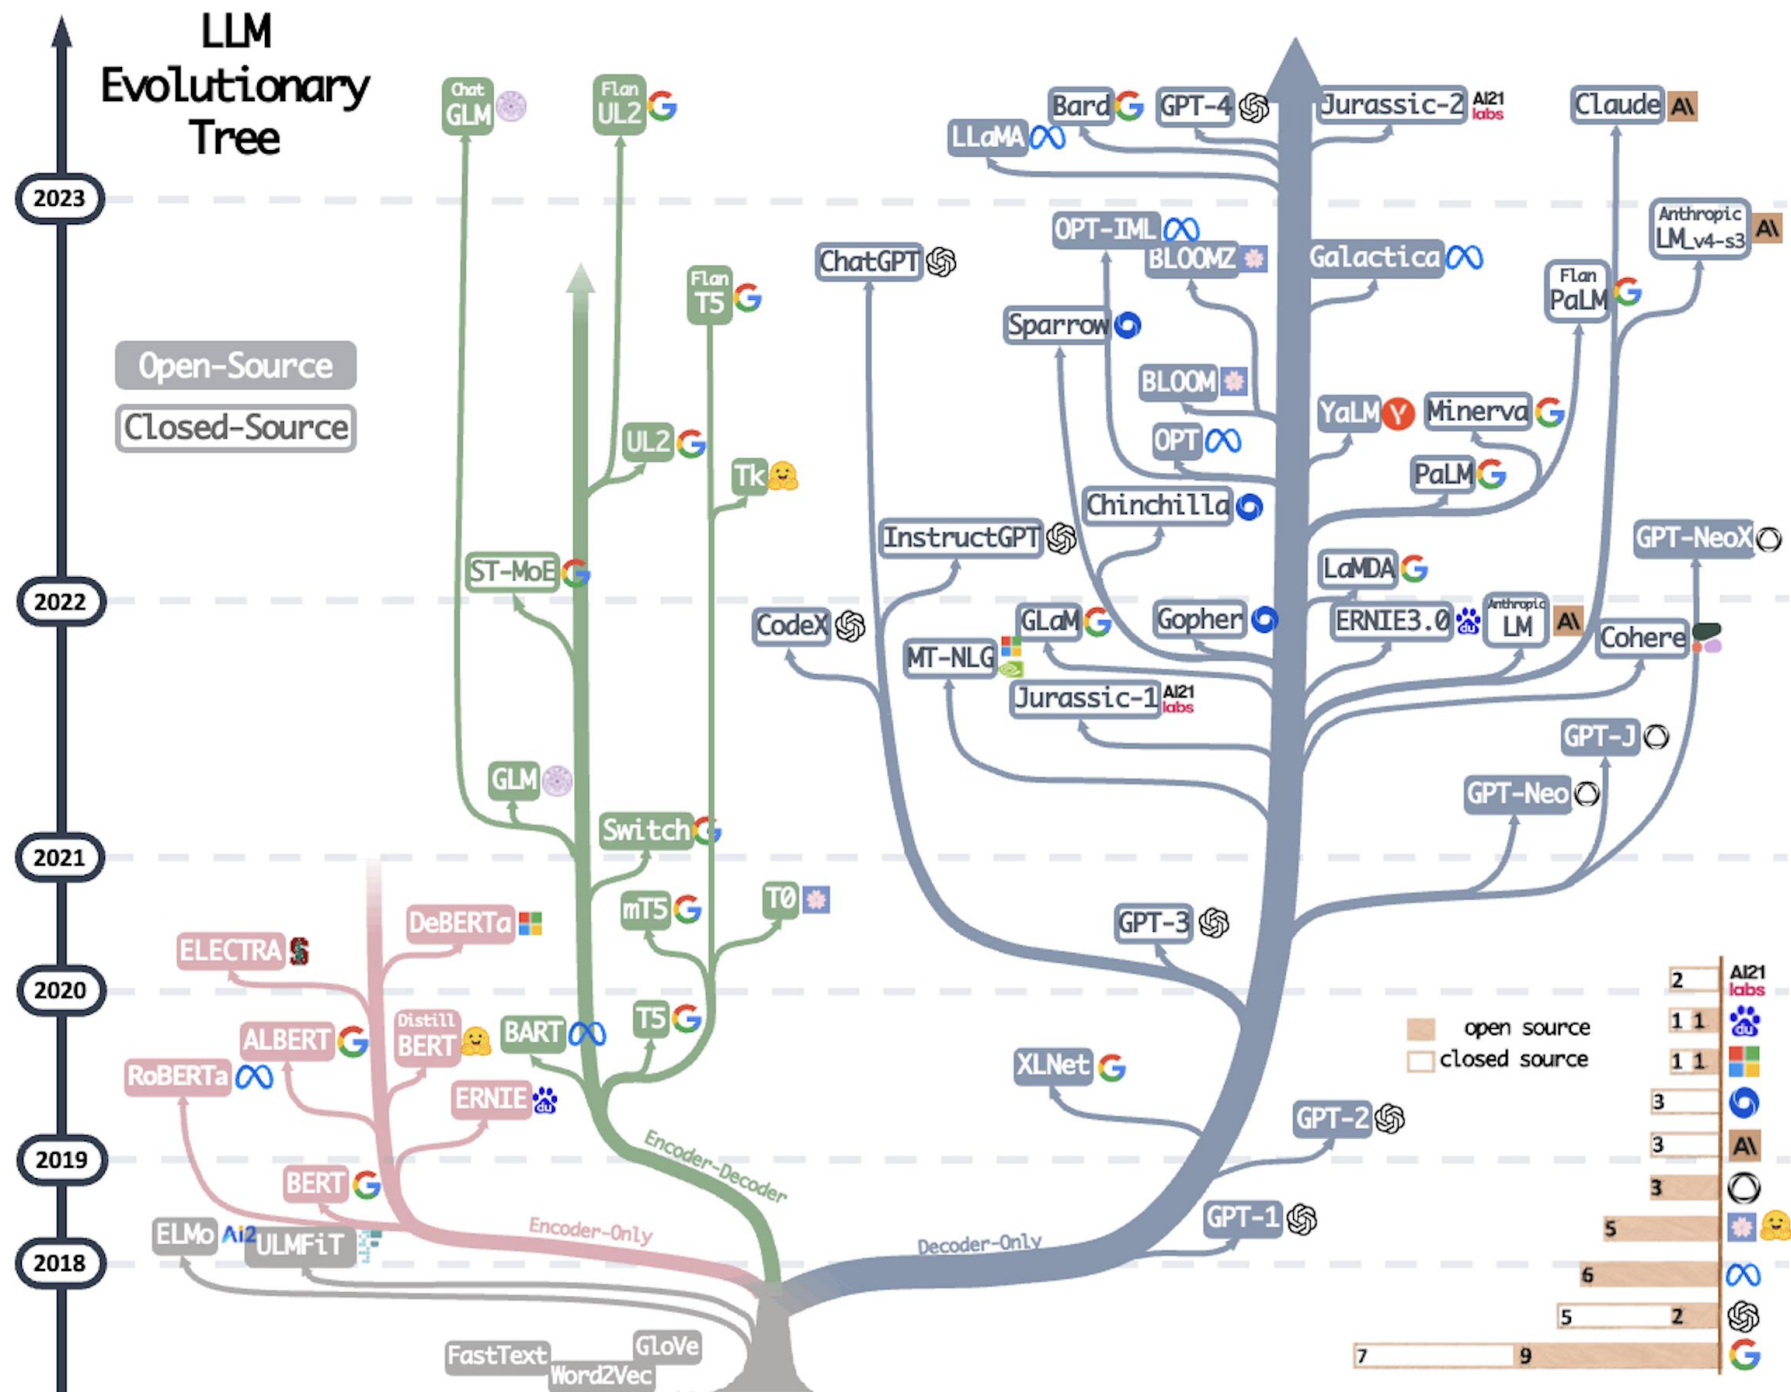 LLM
Evolutionary
Tree
Chat
GLM
Flan
UL2
Bard
GPT-4
Jurassic-2
AI21
labs
Claude
A\
LLaMA
2023
OPT-IML
Anthropic
LM_v4-s3
A\
ChatGPT
BLOOMZ
Galactica
Flan
T5
Flan
PaLM
Sparrow
Open-Source
BLOOM
Closed-Source
YaLM
Y
Minerva
UL2
OPT
Tk
PaLM
Chinchilla
InstructGPT
GPT-NeoX
ST-MoE
LaMDA
2022
CodeX
GLaM
Gopher
ERNIE3.0
du
Anthropic
LM
A\
Cohere
MT-NLG
Jurassic-1
AI21
labs
GPT-J
GLM
GPT-Neo
Switch
2021
mT5
T0
DeBERTa
GPT-3
ELECTRA
S
2020
2
AI21
labs
BART
T5
Distill
BERT
ALBERT
open source
1 1
du
closed source
1 1
RoBERTa
XLNet
ERNIE
du
3
GPT-2
Encoder-Decoder
3
A\
2019
BERT
3
GPT-1
ELMo
Ai2
ULMFiT
Encoder-Only
Decoder-Only
5
2018
6
5 2
FastText
GloVe
Word2Vec
7 9